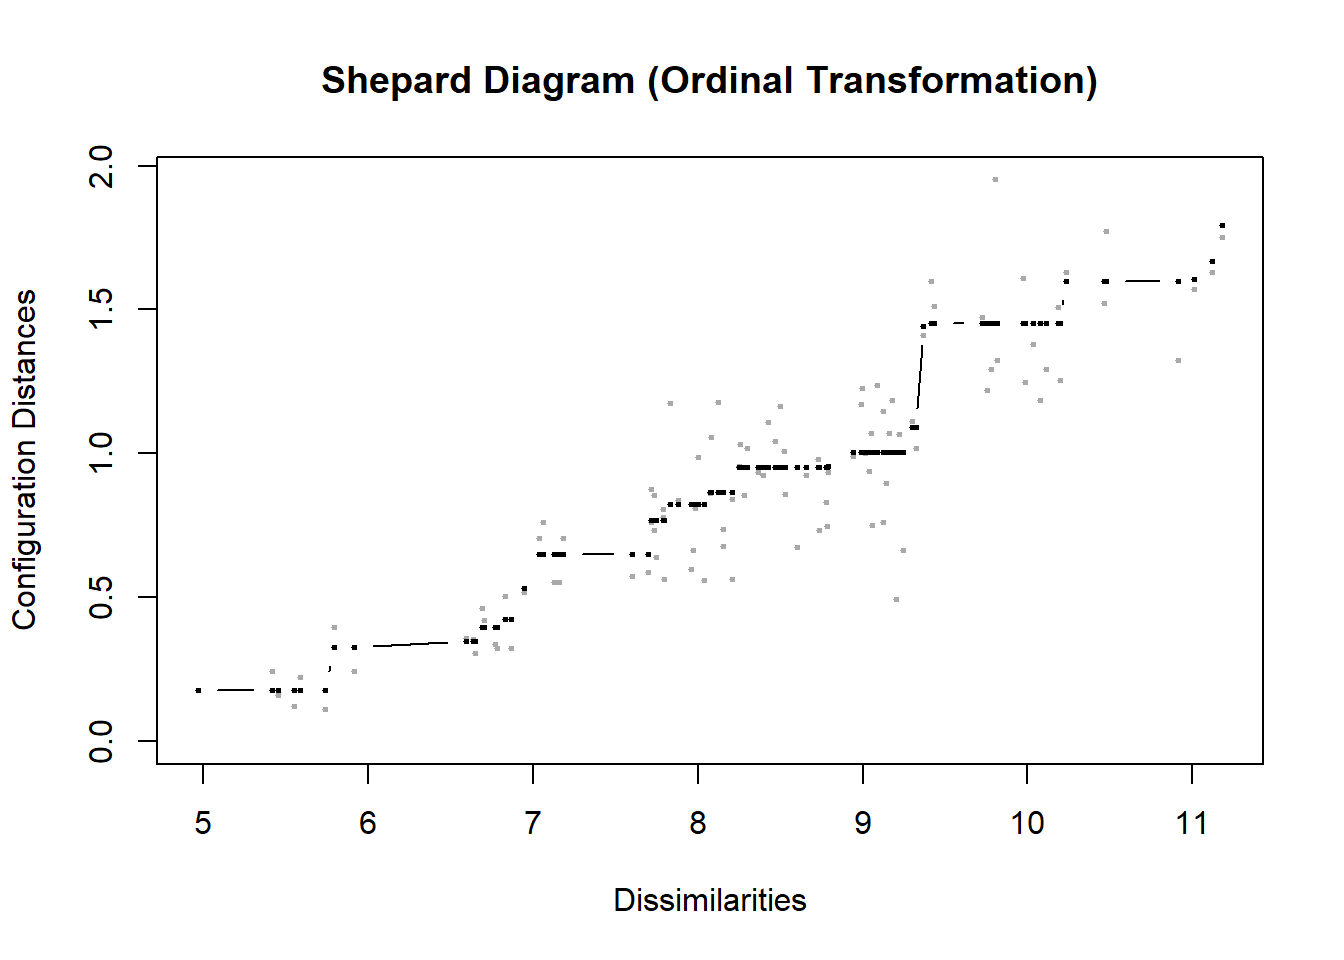 Shepard Diagram (Ordinal Transformation)
Configuration Distances
2.0
1.5
1.0
0.5
0.0
5 6 7 8 9 10 11
Dissimilarities